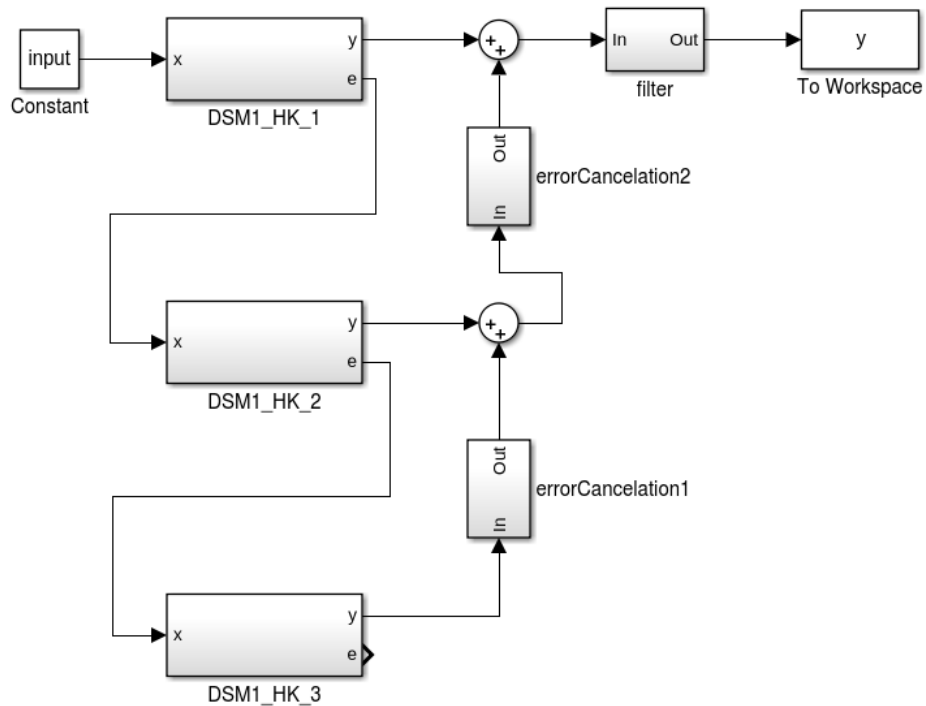 input
Constant
x
y
e
DSM1_HK_1
+
+
In
Out
filter
y
To Workspace
Out
In
errorCancelation2
x
y
e
DSM1_HK_2
+
+
Out
In
errorCancelation1
x
y
e
DSM1_HK_3